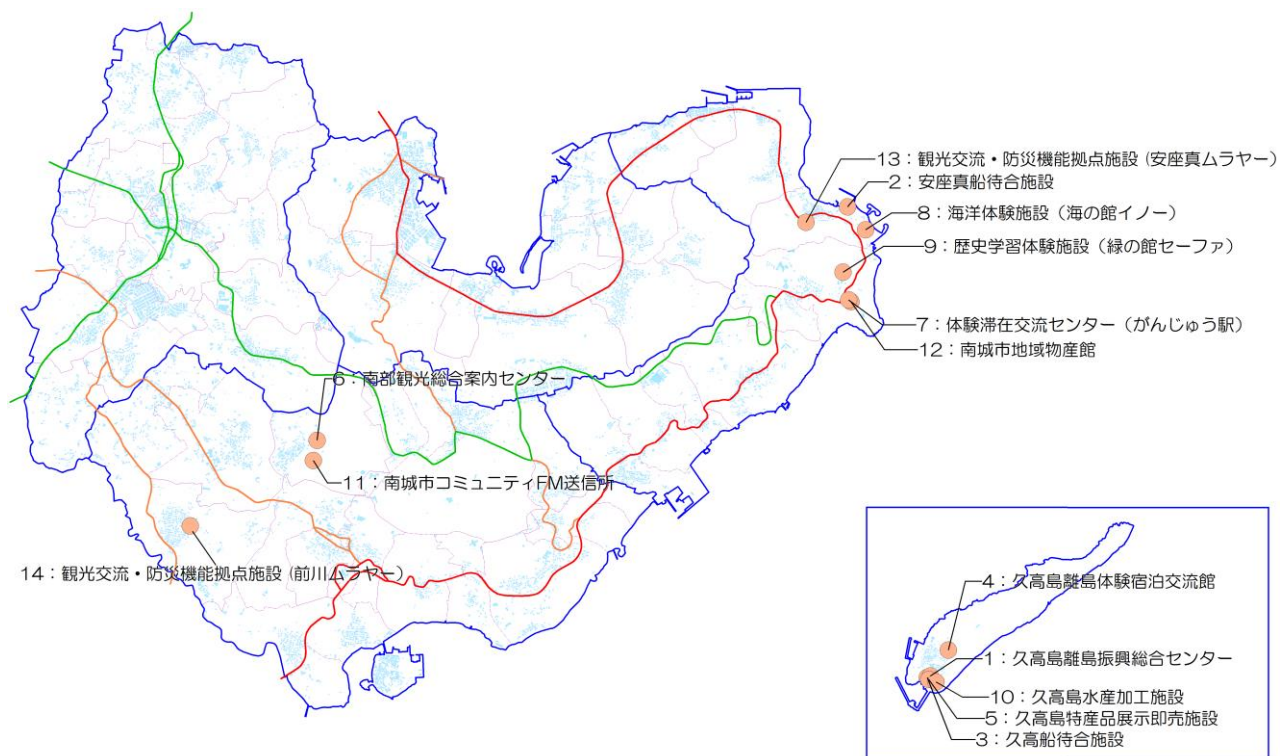 13：観光交流・防災機能拠点施設 (安座真ムラヤー)
2：安座真船待合施設
8：海洋体験施設（海の館イノー）
9：歴史学習体験施設（緑の館セーファ）
7：体験滞在交流センター（がんじゅう駅）
12：南城市地域物産館
6：南部観光総合案内センター
11：南城市コミュニティFM送信所
14：観光交流・防災機能拠点施設 (前川ムラヤー)
4：久高島離島体験宿泊交流館
1：久高島離島振興総合センター
10：久高島水産加工施設
5：久高島特産品展示即売施設
3：久高船待合施設